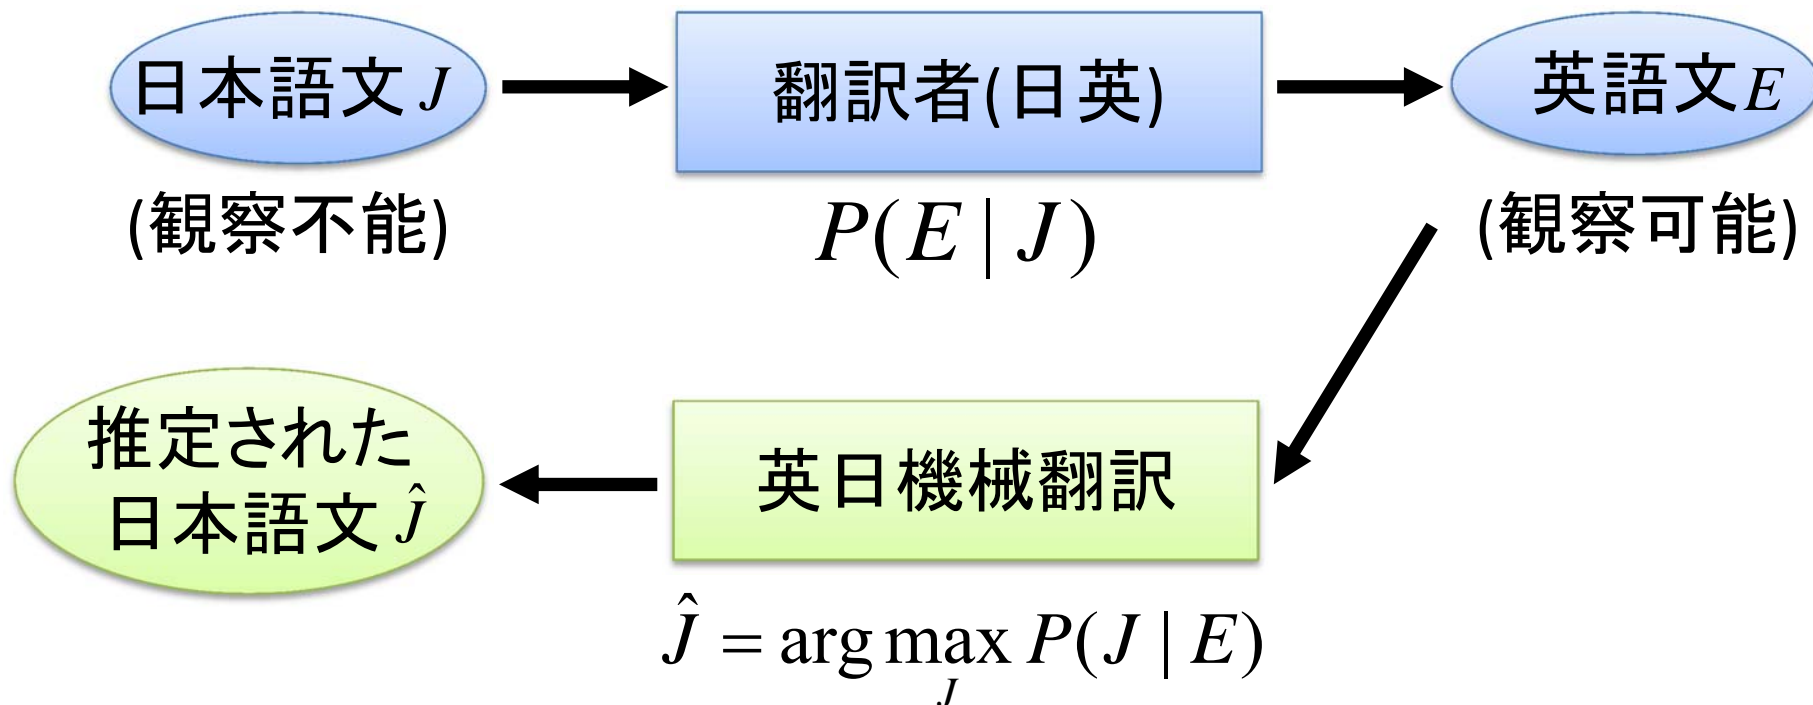 日本語文 J
翻訳者(日英)
英語文 E
(観察不能)
P(E | J)
(観察可能)
推定された
日本語文 Ĵ
英日機械翻訳
Ĵ = arg max P(J | E)
J